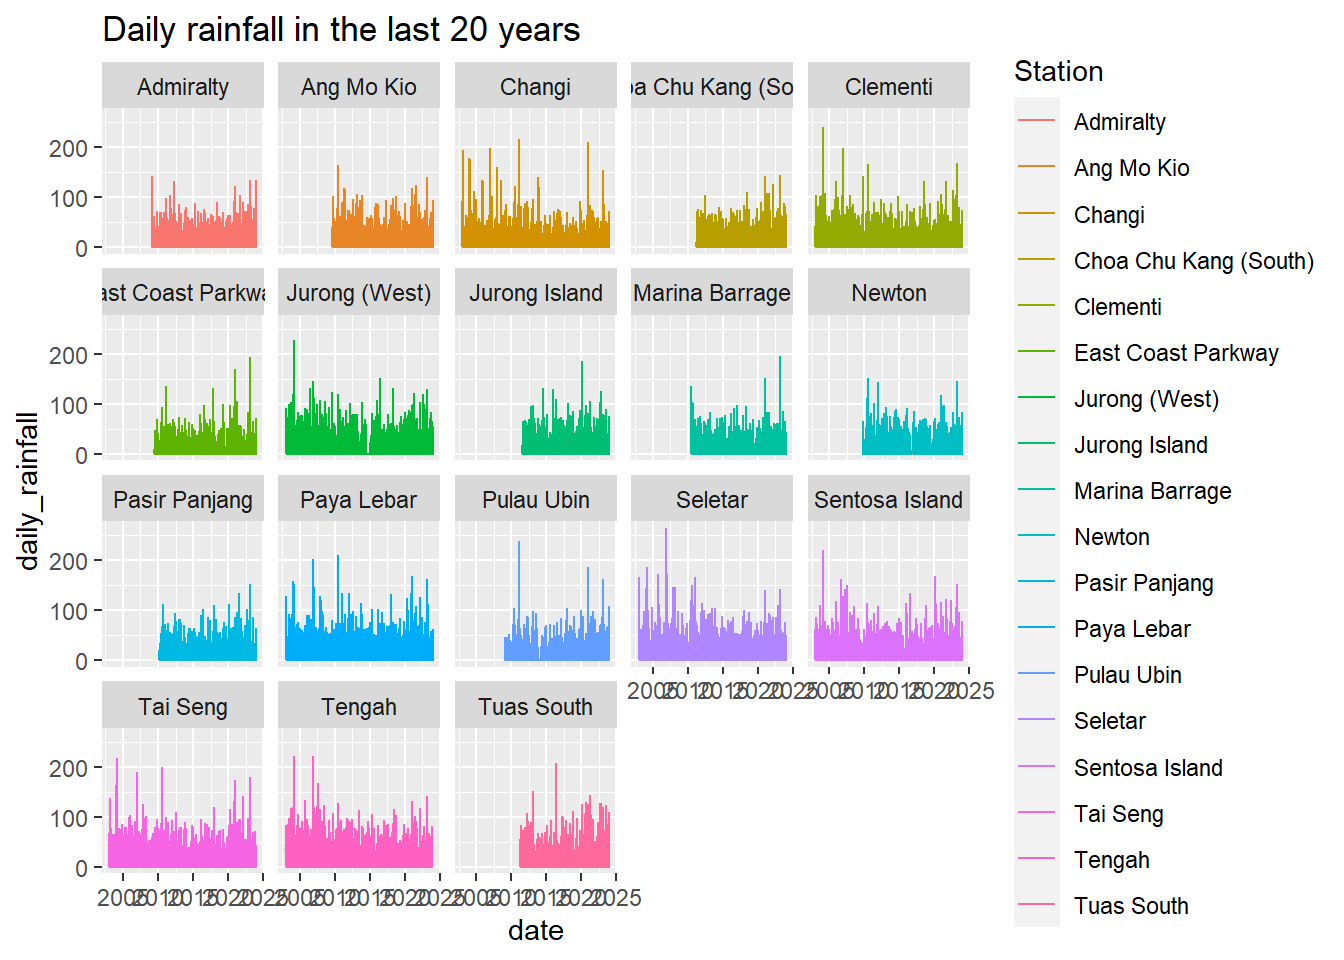 Daily rainfall in the last 20 years
Admiralty
Ang Mo Kio
Changi
oa Chu Kang (So
Clementi
200
100
0
ast Coast Parkwa
Jurong (West)
Jurong Island
Marina Barrage
Newton
200
100
0
Pasir Panjang
Paya Lebar
Pulau Ubin
Seletar
Sentosa Island
200
100
0
2005 2010 2015 2020 2025
2005 2010 2015 2020 2025
Tai Seng
Tengah
Tuas South
200
100
0
2005 2010 2015 2020 2025
2005 2010 2015 2020 2025
2005 2010 2015 2020 2025
date
daily_rainfall
Station
Admiralty
Ang Mo Kio
Changi
Choa Chu Kang (South)
Clementi
East Coast Parkway
Jurong (West)
Jurong Island
Marina Barrage
Newton
Pasir Panjang
Paya Lebar
Pulau Ubin
Seletar
Sentosa Island
Tai Seng
Tengah
Tuas South